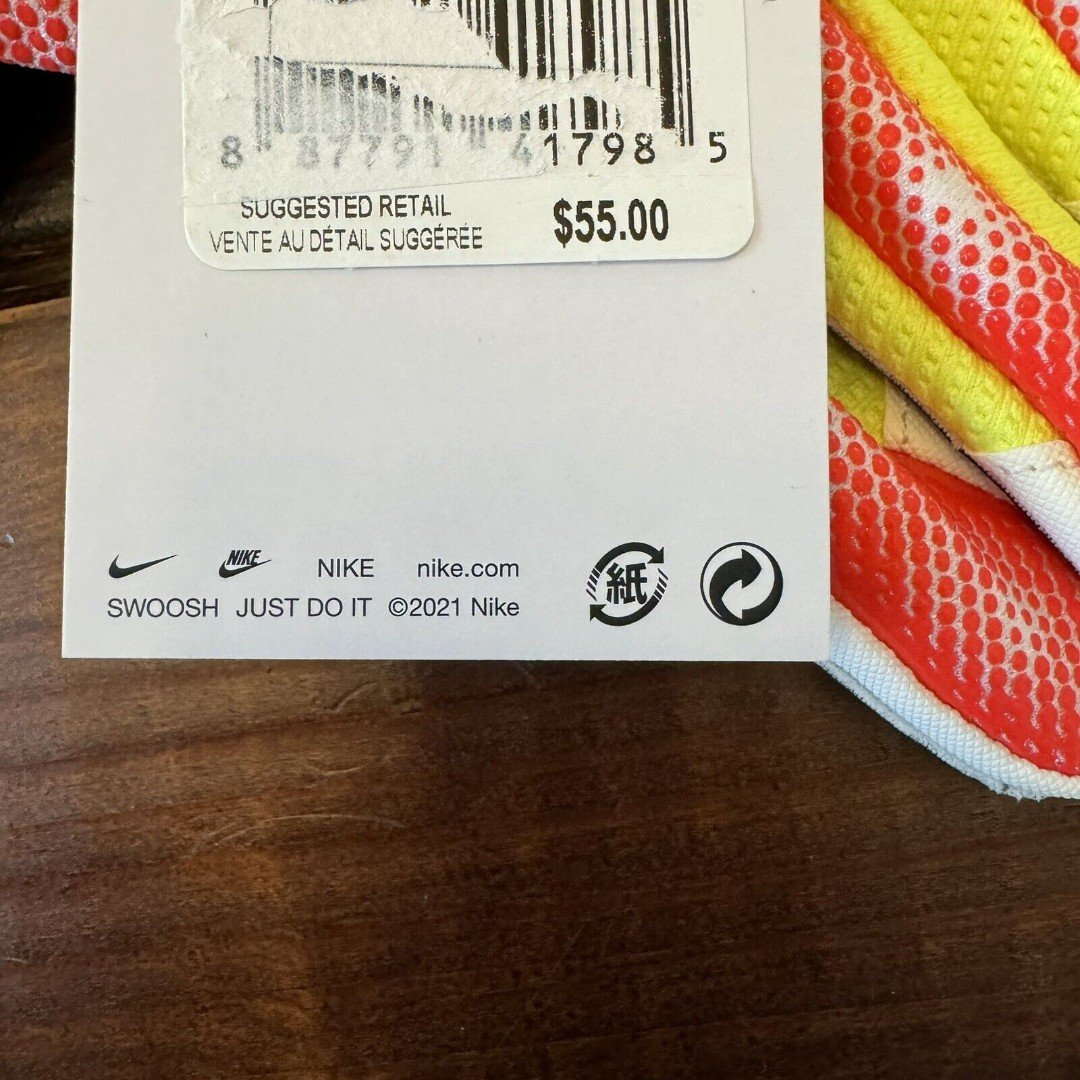 8 87791 41798 5
SUGGESTED RETAIL $55.00
VENTE AU DÉTAIL SUGGÉRÉE
NIKE NIKE nike.com
紙
SWOOSH JUST DO IT ©2021 Nike